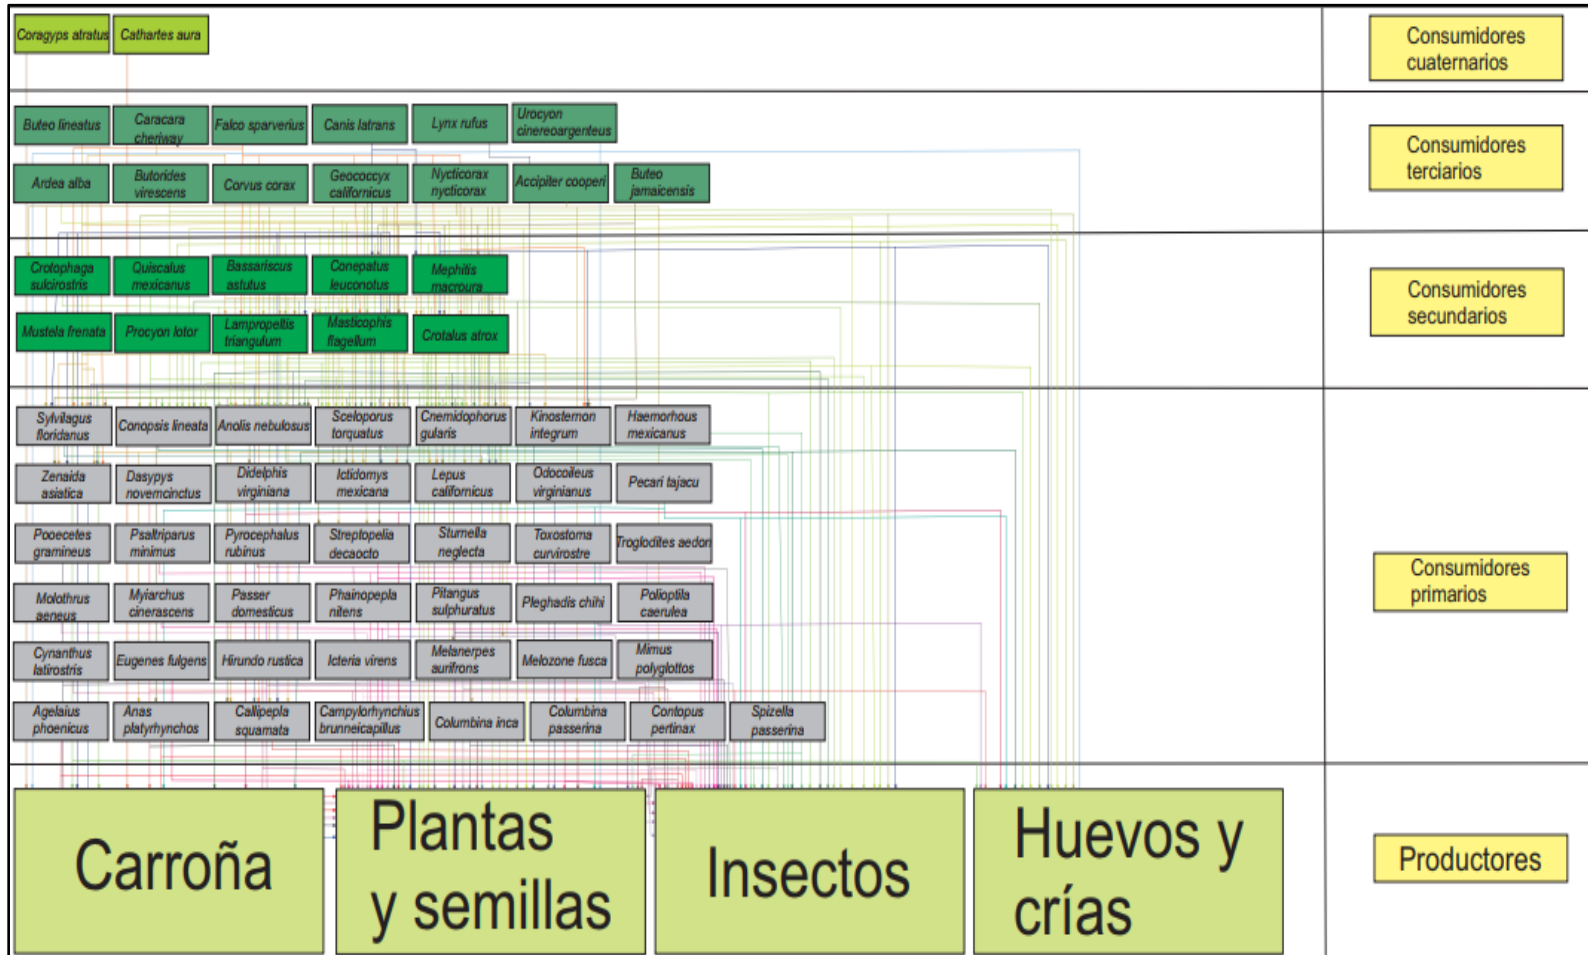 Coragyps atratus
Cathartes aura
Consumidores
cuaternarios
Buteo lineatus
Caracara
cheriway
Falco sparverius
Canis latrans
Lynx rufus
Urocyon
cinereoargenteus
Consumidores
terciarios
Ardea alba
Butorides
virescens
Corvus corax
Geococcyx
californicus
Nycticorax
nycticorax
Accipiter cooperi
Buteo
jamaicensis
Crotophaga
sulcirostris
Quiscalus
mexicanus
Bassariscus
astutus
Conepatus
leuconotus
Mephitis
macroura
Consumidores
secundarios
Mustela frenata
Procyon lotor
Lampropeltis
triangulum
Masticophis
flagellum
Crotalus atrox
Sylvilagus
floridanus
Conopsis lineata
Anolis nebulosus
Sceloporus
torquatus
Cnemidophorus
gularis
Kinosternon
integrum
Haemorhous
mexicanus
Zenaida
asiatica
Dasypys
novemcinctus
Didelphis
virginiana
Ictidomys
mexicana
Lepus
californicus
Odocoileus
virginianus
Pecari tajacu
Pooecetes
gramineus
Psaltriparus
minimus
Pyrocephalus
rubinus
Streptopelia
decaocto
Sturnella
neglecta
Toxostoma
curvirostre
Troglodites aedon
Consumidores
primarios
Molothrus
aeneus
Myiarchus
cinerascens
Passer
domesticus
Phainopepla
nitens
Pitangus
sulphuratus
Pleghadis chihi
Polioptila
caerulea
Cynanthus
latirostris
Eugenes fulgens
Hirundo rustica
Icteria virens
Melanerpes
aurifrons
Melozone fusca
Mimus
polyglottos
Agelaius
phoenicus
Anas
platyrhynchos
Callipepla
squamata
Campylorhynchius
brunneicapillus
Columbina inca
Columbina
passerina
Contopus
pertinax
Spizella
passerina
Carroña
Plantas
y semillas
Insectos
Huevos y
crías
Productores